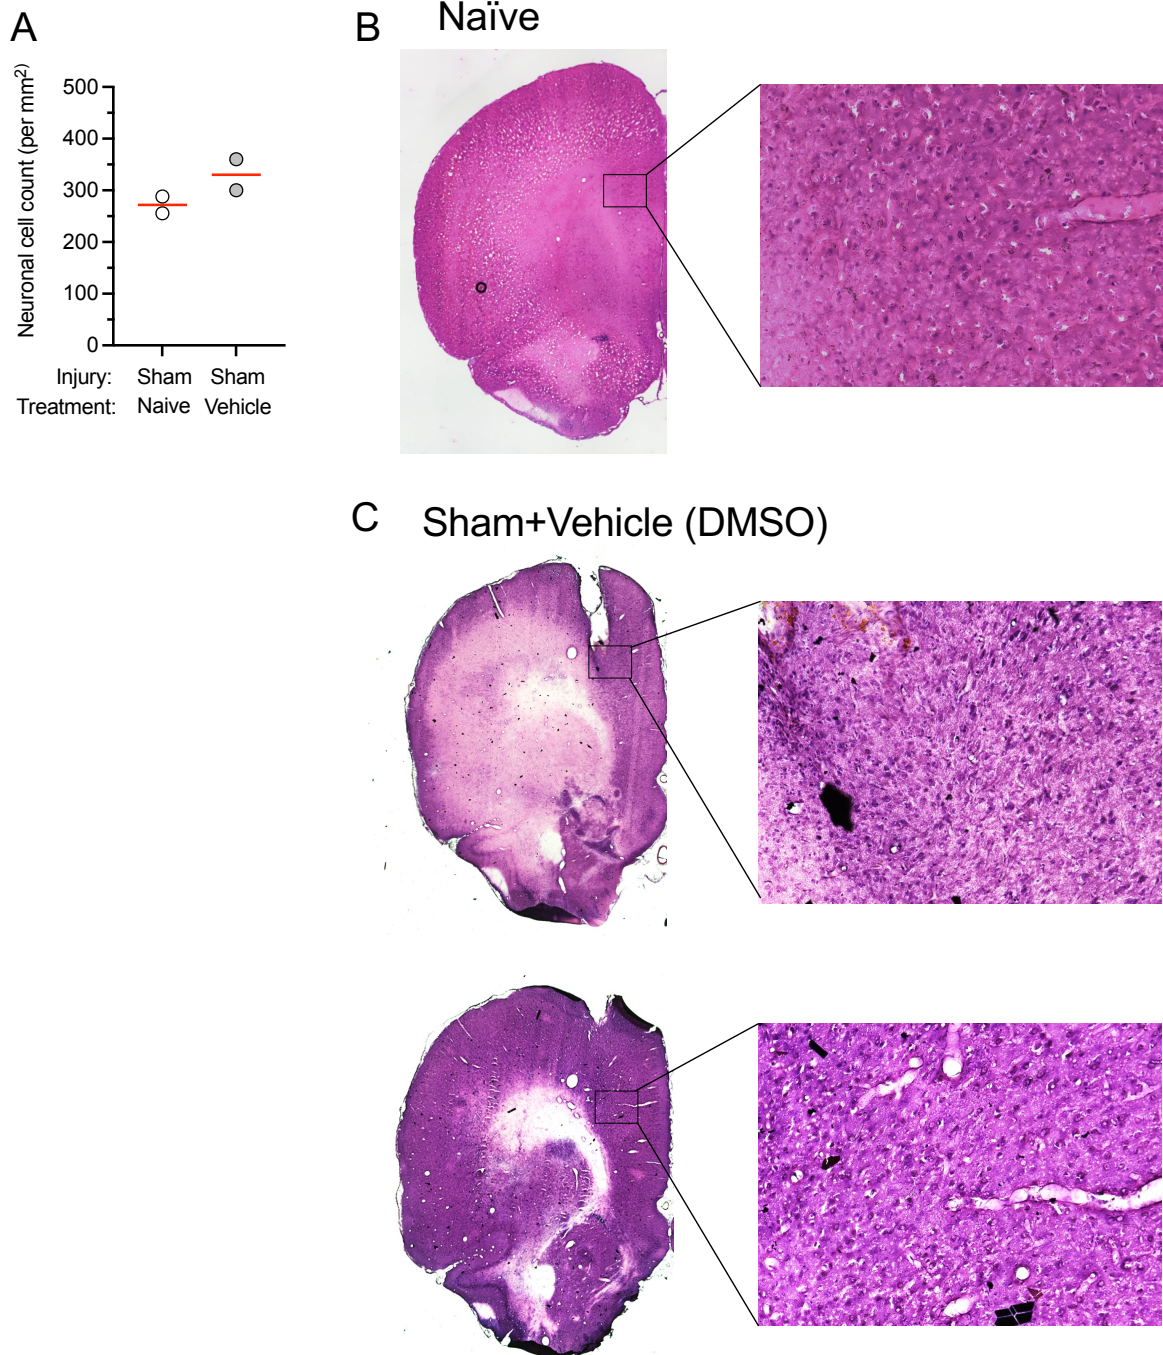 A
Neuronal cell count (per mm²)
500
400
300
200
100
0
Injury: Sham Sham
Treatment: Naive Vehicle
B
Naïve
C
Sham+Vehicle (DMSO)